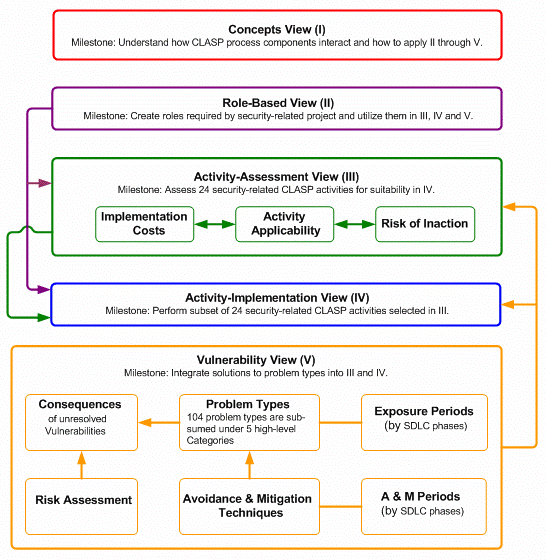 Concepts View (I)
Milestone: Understand how CLASP process components interact and how to apply II through V.
Role-Based View (II)
Milestone: Create roles required by security-related project and utilize them in III, IV and V.
Activity-Assessment View (III)
Milestone: Assess 24 security-related CLASP activities for suitability in IV.
Implementation
Costs
Activity
Applicability
Risk of Inaction
Activity-Implementation View (IV)
Milestone: Perform subset of 24 security-related CLASP activities selected in III.
Vulnerability View (V)
Milestone: Integrate solutions to problem types into III and IV.
Consequences
of unresolved
Vulnerabilities
Problem Types
104 problem types are sub-
sumed under 5 high-level
Categories
Exposure Periods
(by SDLC phases)
Risk Assessment
Avoidance & Mitigation
Techniques
A & M Periods
(by SDLC phases)